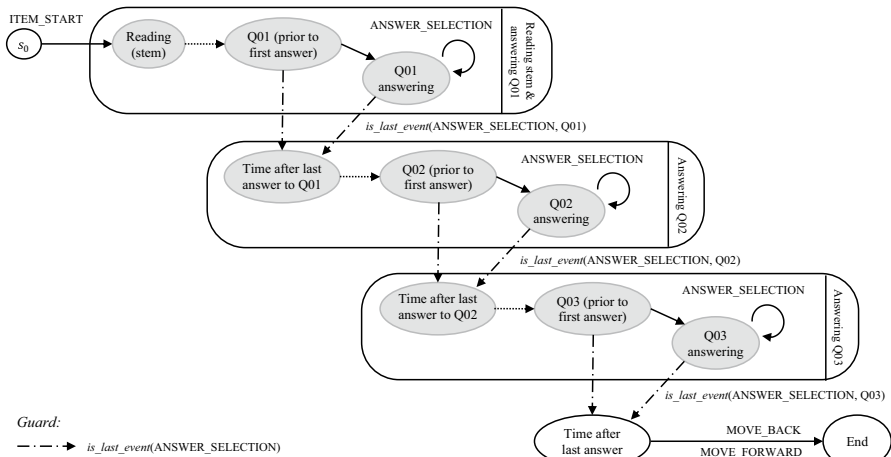 ITEM_START
s0
Reading
(stem)
Q01 (prior to
first answer)
ANSWER_SELECTION
Q01
answering
Reading stem &
answering Q01
is_last_event(ANSWER_SELECTION, Q01)
Time after last
answer to Q01
Q02 (prior to
first answer)
ANSWER_SELECTION
Q02
answering
Answering Q02
is_last_event(ANSWER_SELECTION, Q02)
Time after last
answer to Q02
Q03 (prior to
first answer)
ANSWER_SELECTION
Q03
answering
Answering Q03
is_last_event(ANSWER_SELECTION, Q03)
Guard:
is_last_event(ANSWER_SELECTION)
Time after
last answer
MOVE_BACK
MOVE_FORWARD
End